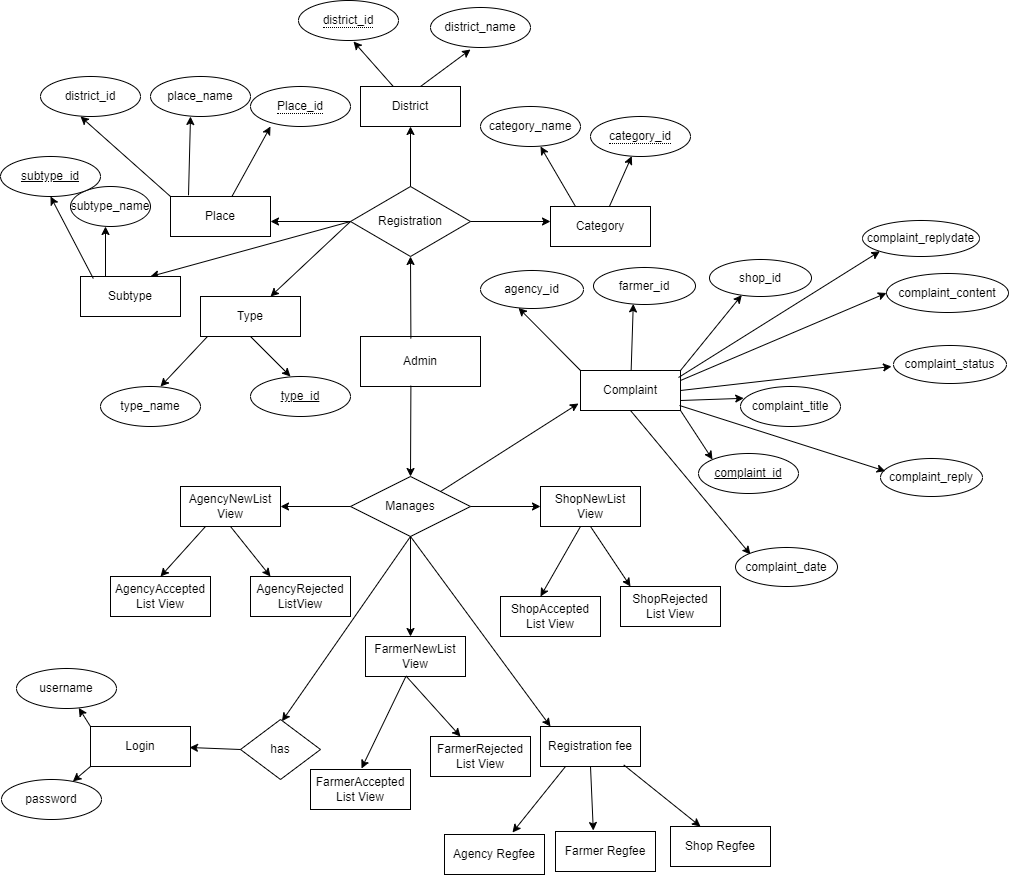 district_id
district_name
district_id
place_name
Place_id
District
category_name
category_id
subtype_id
subtype_name
Place
Registration
Category
complaint_replydate
Subtype
Type
agency_id
farmer_id
shop_id
complaint_content
Admin
Complaint
complaint_status
type_name
type_id
complaint_title
complaint_id
complaint_reply
AgencyNewList
View
Manages
ShopNewList
View
complaint_date
AgencyAccepted
List View
AgencyRejected
ListView
ShopAccepted
List View
ShopRejected
List View
FarmerNewList
View
username
Login
has
FarmerRejected
List View
Registration fee
password
FarmerAccepted
List View
Agency Regfee
Farmer Regfee
Shop Regfee